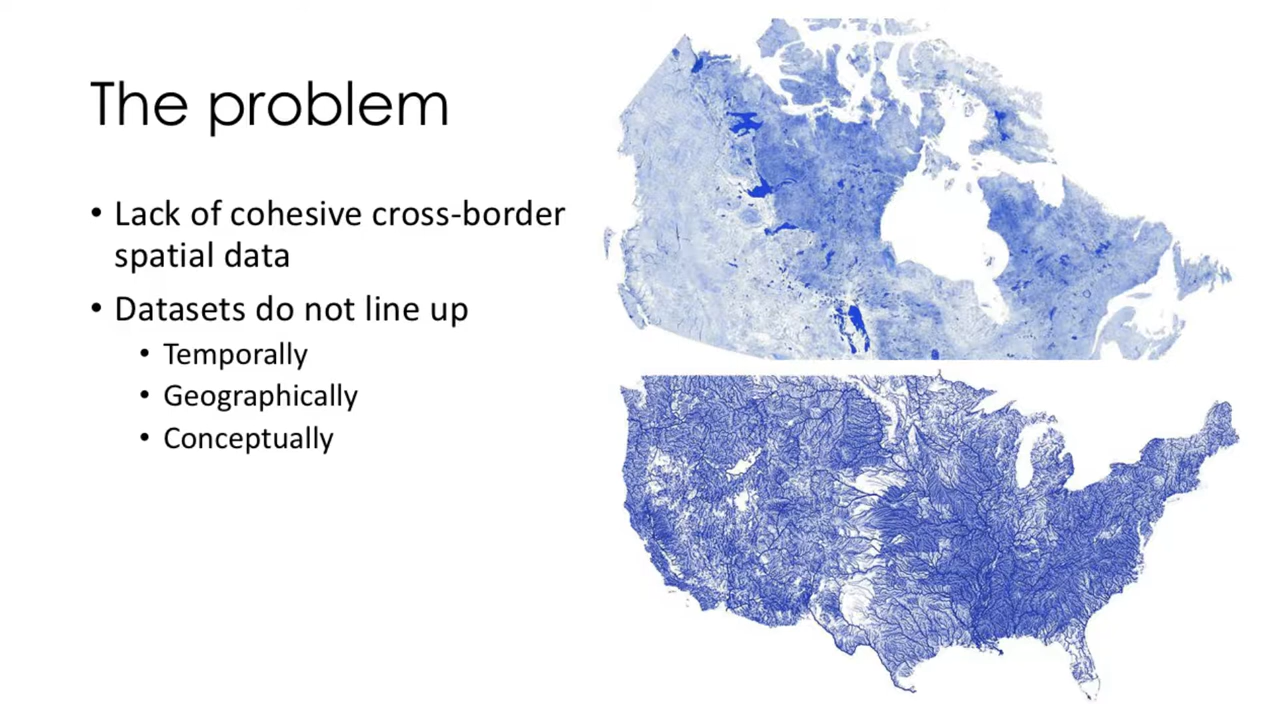 The problem
• Lack of cohesive cross-border
spatial data
• Datasets do not line up
• Temporally
• Geographically
• Conceptually